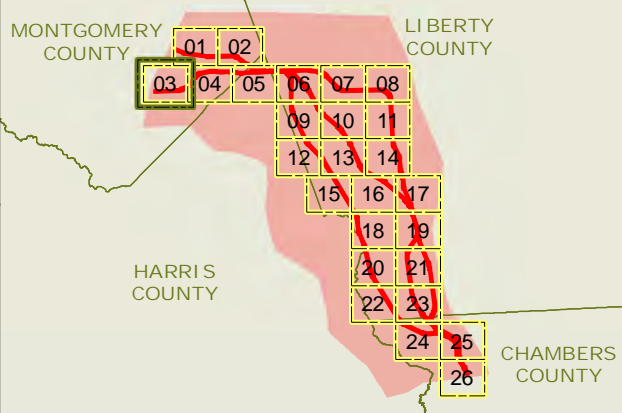 MONTGOMERY
COUNTY
LIBERTY
COUNTY
01 02
03 04 05 06 07 08
09 10 11
12 13 14
15 16 17
18 19
HARRIS
COUNTY
20 21
22 23
24 25
CHAMBERS
COUNTY
26